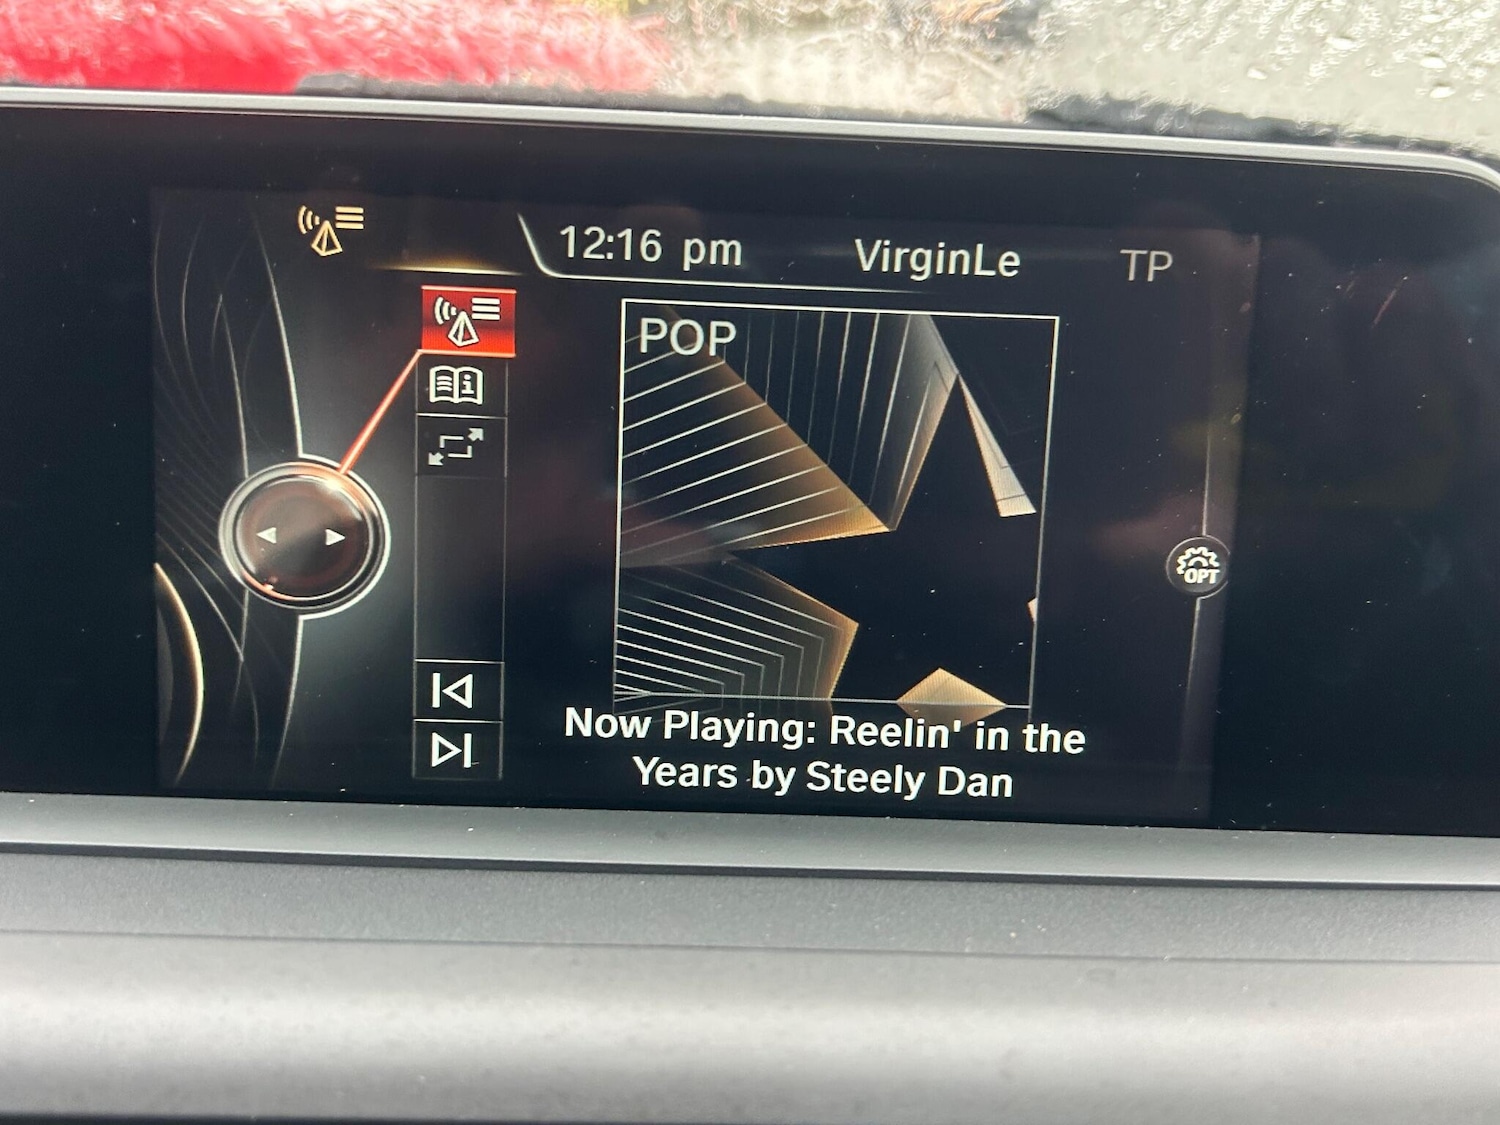 12:16 pm VirginLe TP
POP
OPT
Now Playing: Reelin' in the
Years by Steely Dan